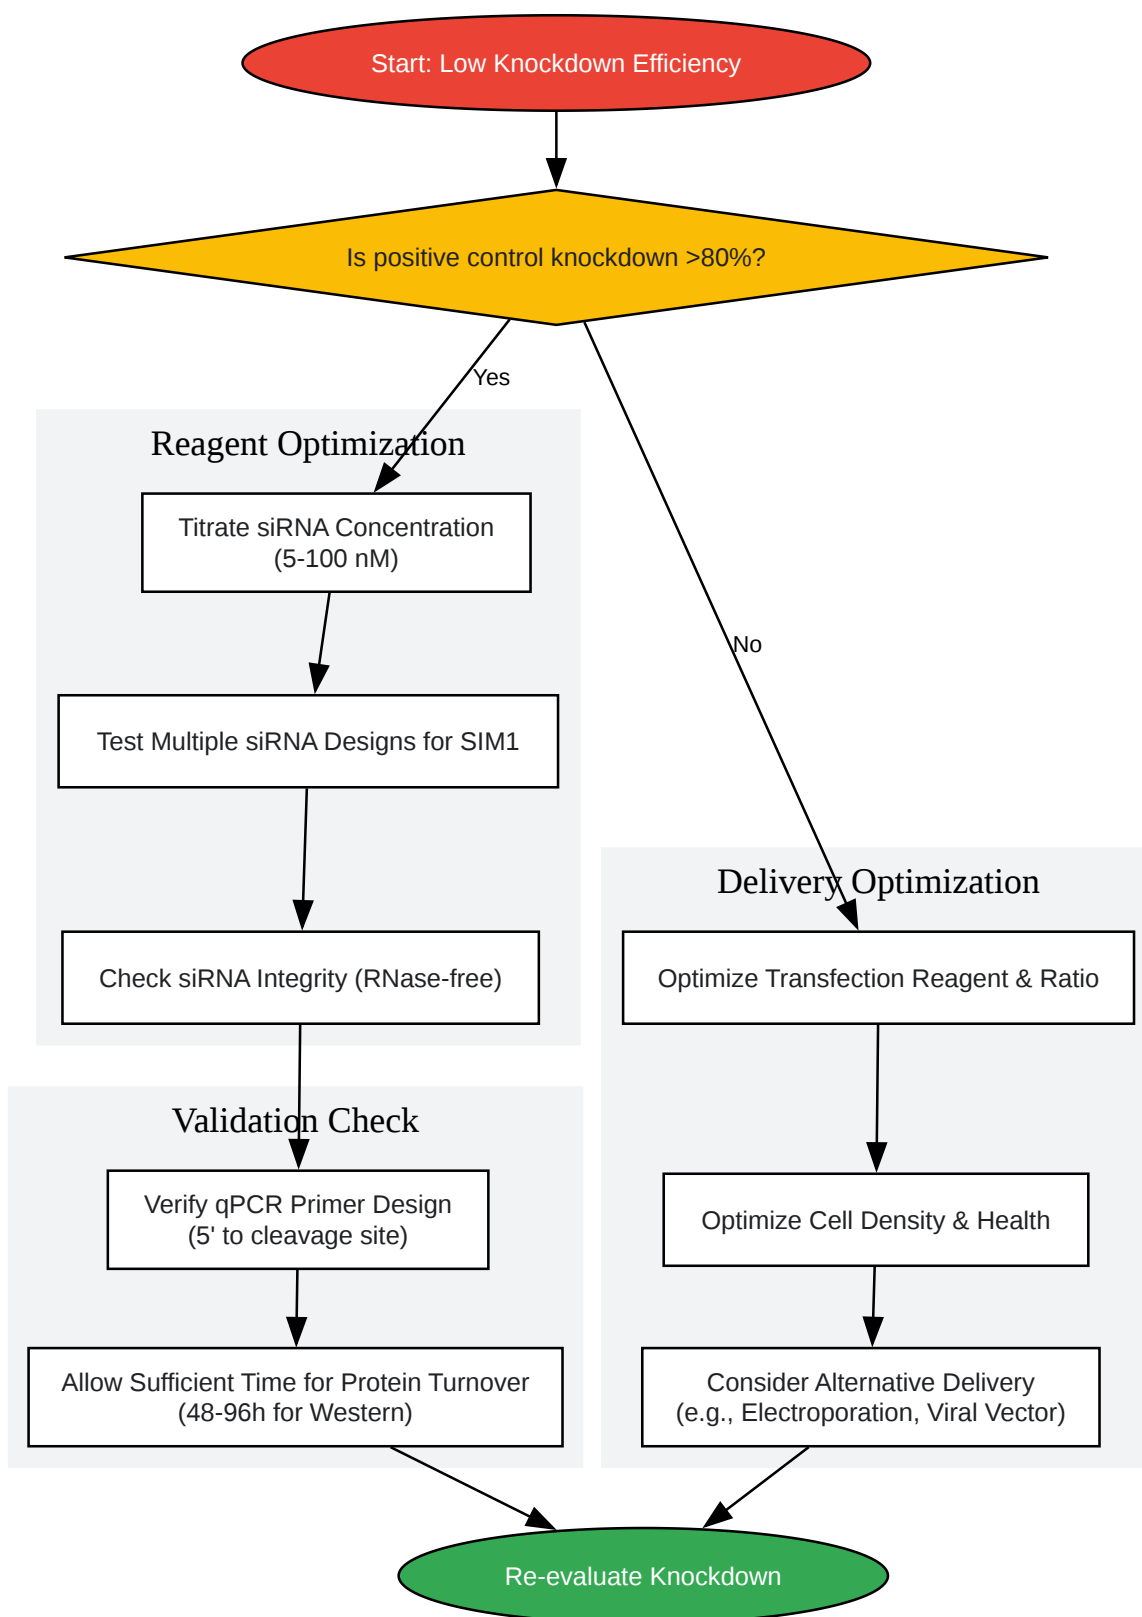 Start: Low Knockdown Efficiency
Is positive control knockdown >80%?
Yes
Reagent Optimization
Titrate siRNA Concentration
(5-100 nM)
Test Multiple siRNA Designs for SIM1
Check siRNA Integrity (RNase-free)
Validation Check
Verify qPCR Primer Design
(5' to cleavage site)
Allow Sufficient Time for Protein Turnover
(48-96h for Western)
No
Delivery Optimization
Optimize Transfection Reagent & Ratio
Optimize Cell Density & Health
Consider Alternative Delivery
(e.g., Electroporation, Viral Vector)
Re-evaluate Knockdown